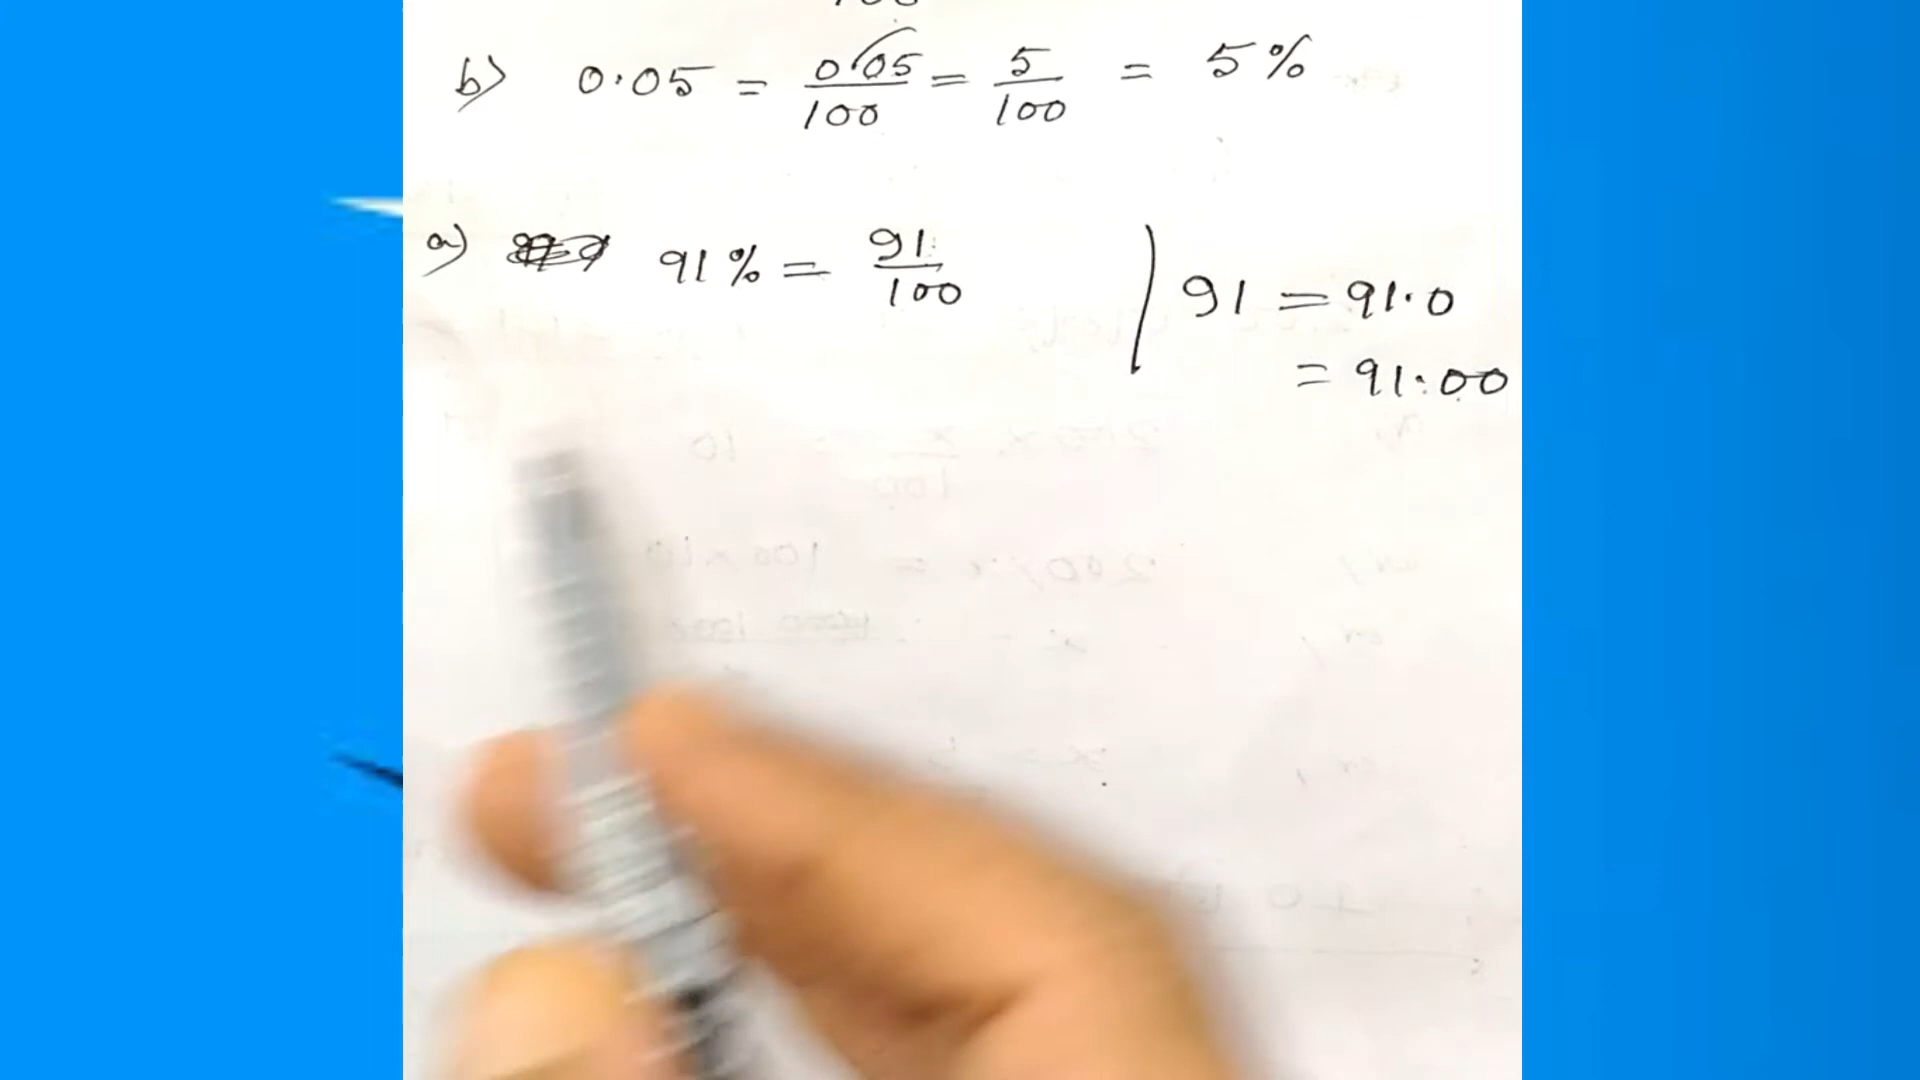 b) 0.05 = 0.05/100 = 5/100 = 5%
a) 91% = 91/100
91 = 91.0
= 91.00